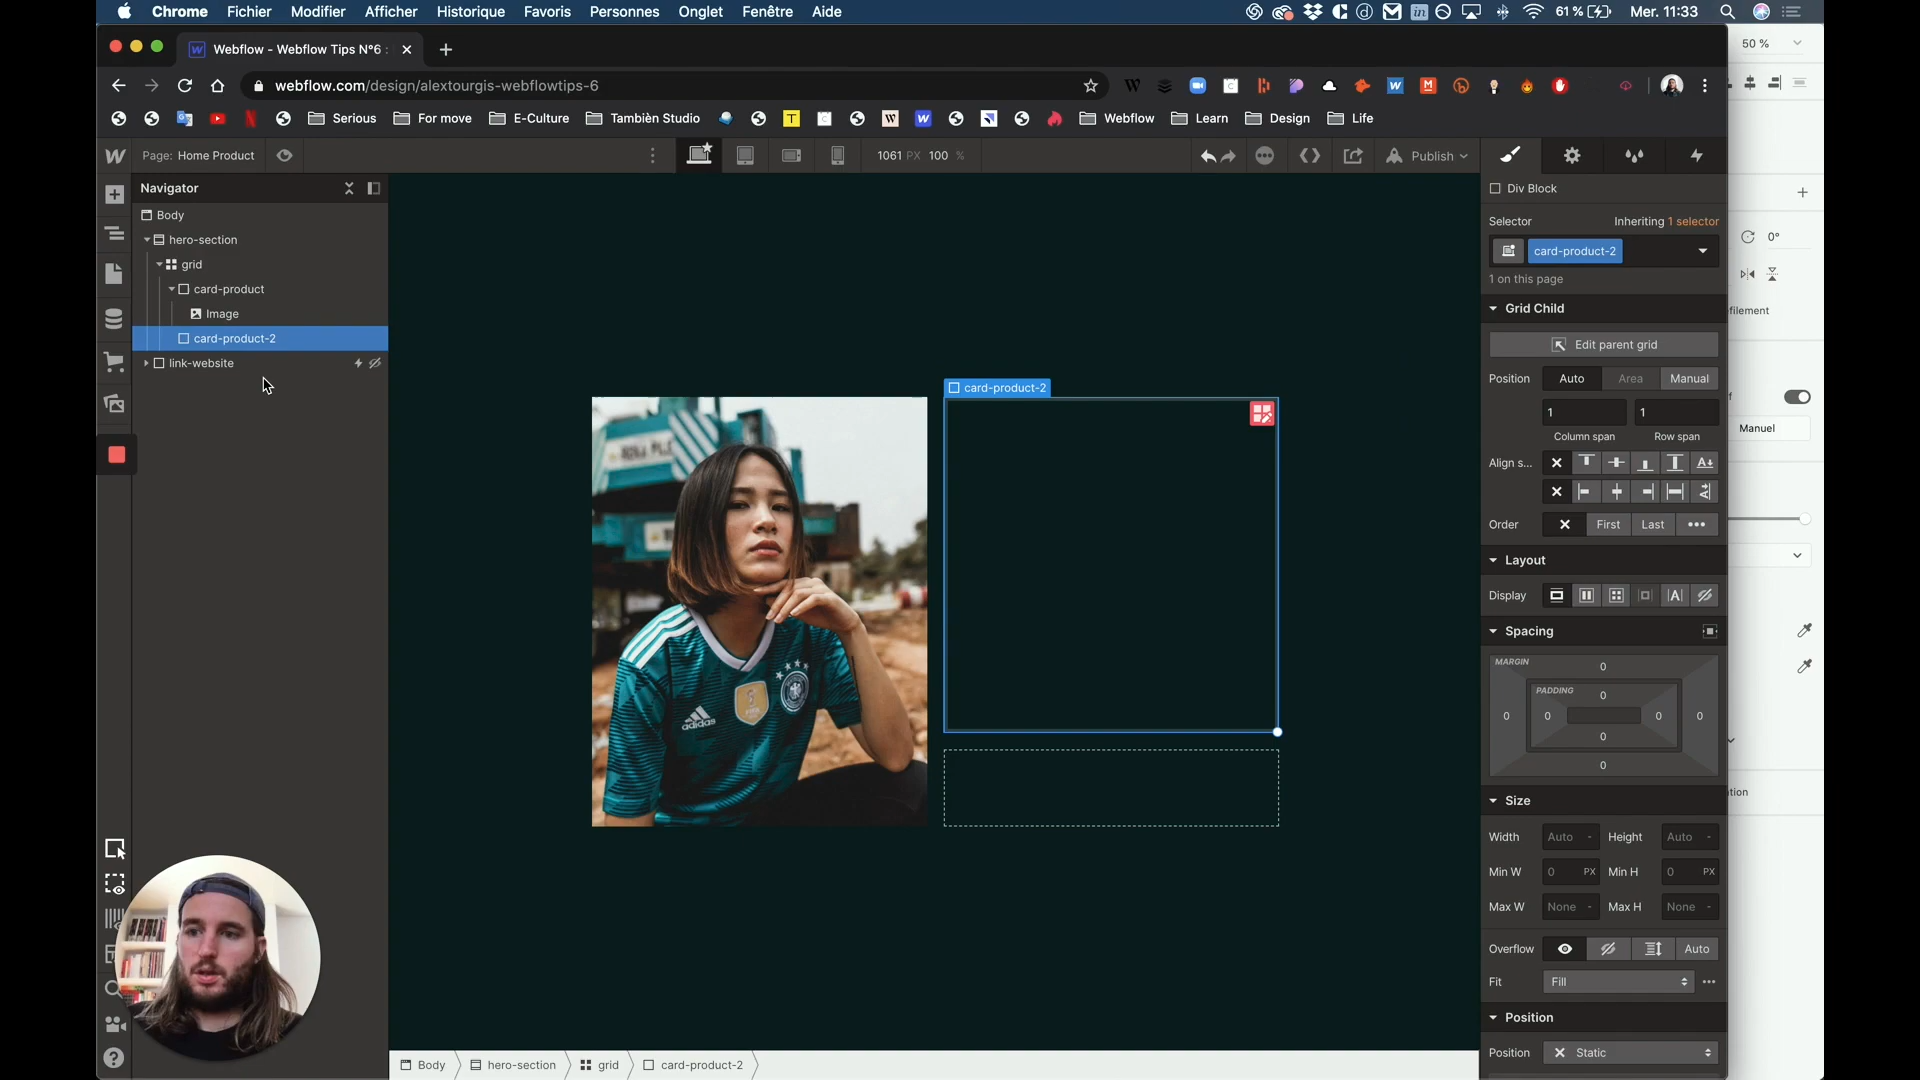 Chrome Fichier Modifier Afficher Historique Favoris Personnes Onglet Fenêtre Aide
61 % Mer. 11:33
Webflow - Webflow Tips N°6 :
50 %
webflow.com/design/alextourgis-webflowtips-6
Serious For move E-Culture Tambièn Studio Webflow Learn Design Life
Page: Home Product
1061 PX 100 %
Publish
Navigator
Body
hero-section
grid
card-product
Image
card-product-2
link-website
card-product-2
Div Block
Selector Inheriting 1 selector
card-product-2
1 on this page
0°
Grid Child
Edit parent grid
Position Auto Area Manual
1 1
Column span Row span
Manuel
Align s...
Order First Last
Layout
Display
Spacing
MARGIN
0
PADDING
0
0 0 0 0
0
0
Size
Width Auto - Height Auto -
Min W 0 PX Min H 0 PX
Max W None - Max H None -
Overflow Auto
Fit Fill
Position
Position Static
adidas
Body hero-section grid card-product-2